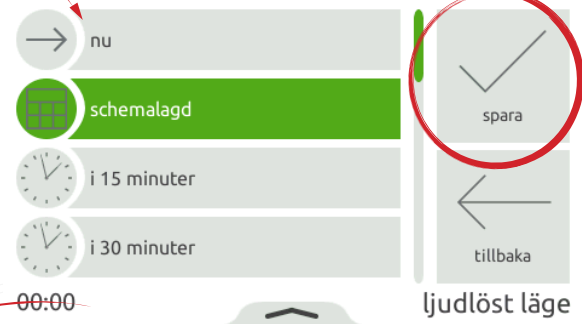 nu
schemalagd
i 15 minuter
i 30 minuter
spara
tillbaka
00:00
ljudlöst läge